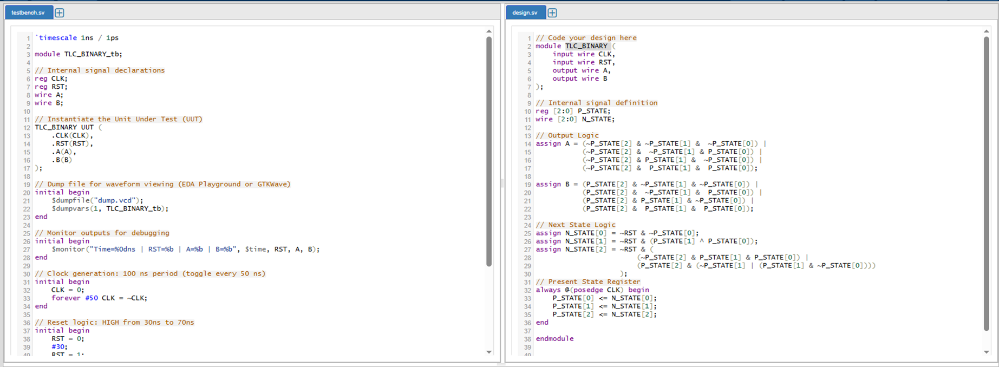 testbench.sv
1 `timescale 1ns / 1ps
2
3 module TLC_BINARY_tb;
4
5 // Internal signal declarations
6 reg CLK;
7 reg RST;
8 wire A;
9 wire B;
10
11 // Instantiate the Unit Under Test (UUT)
12 TLC_BINARY UUT (
13     .CLK(CLK),
14     .RST(RST),
15     .A(A),
16     .B(B)
17 );
18
19 // Dump file for waveform viewing (EDA Playground or GTKWave)
20 initial begin
21     $dumpfile("dump.vcd");
22     $dumpvars(1, TLC_BINARY_tb);
23 end
24
25 // Monitor outputs for debugging
26 initial begin
27     $monitor("Time=%0dns | RST=%b | A=%b | B=%b", $time, RST, A, B);
28 end
29
30 // Clock generation: 100 ns period (toggle every 50 ns)
31 initial begin
32     CLK = 0;
33     forever #50 CLK = ~CLK;
34 end
35
36 // Reset logic: HIGH from 30ns to 70ns
37 initial begin
38     RST = 0;
39     #30;
40     RST = 1;
design.sv
1 // Code your design here
2 module TLC_BINARY (
3     input wire CLK,
4     input wire RST,
5     output wire A,
6     output wire B
7 );
8
9 // Internal signal definition
10 reg [2:0] P_STATE;
11 wire [2:0] N_STATE;
12
13 // Output Logic
14 assign A = (~P_STATE[2] & ~P_STATE[1] &  ~P_STATE[0]) |
15            (~P_STATE[2] &  ~P_STATE[1] & P_STATE[0]) |
16            (~P_STATE[2] & P_STATE[1] &  ~P_STATE[0]) |
17            (~P_STATE[2] &  P_STATE[1] &  P_STATE[0]);
18
19 assign B = (P_STATE[2] & ~P_STATE[1] & ~P_STATE[0]) |
20            (P_STATE[2] &  ~P_STATE[1] &  P_STATE[0]) |
21            (P_STATE[2] & P_STATE[1] & ~P_STATE[0]) |
22            (P_STATE[2] &  P_STATE[1] &  P_STATE[0]);
23
24 // Next State Logic
25 assign N_STATE[0] = ~RST & ~P_STATE[0];
26 assign N_STATE[1] = ~RST & (P_STATE[1] ^ P_STATE[0]);
27 assign N_STATE[2] = ~RST & (
28                         (~P_STATE[2] & P_STATE[1] & P_STATE[0]) |
29                         (P_STATE[2] & (~P_STATE[1] | (P_STATE[1] & ~P_STATE[0])))
30                     );
31 // Present State Register
32 always @(posedge CLK) begin
33     P_STATE[0] <= N_STATE[0];
34     P_STATE[1] <= N_STATE[1];
35     P_STATE[2] <= N_STATE[2];
36 end
37
38 endmodule
39
40